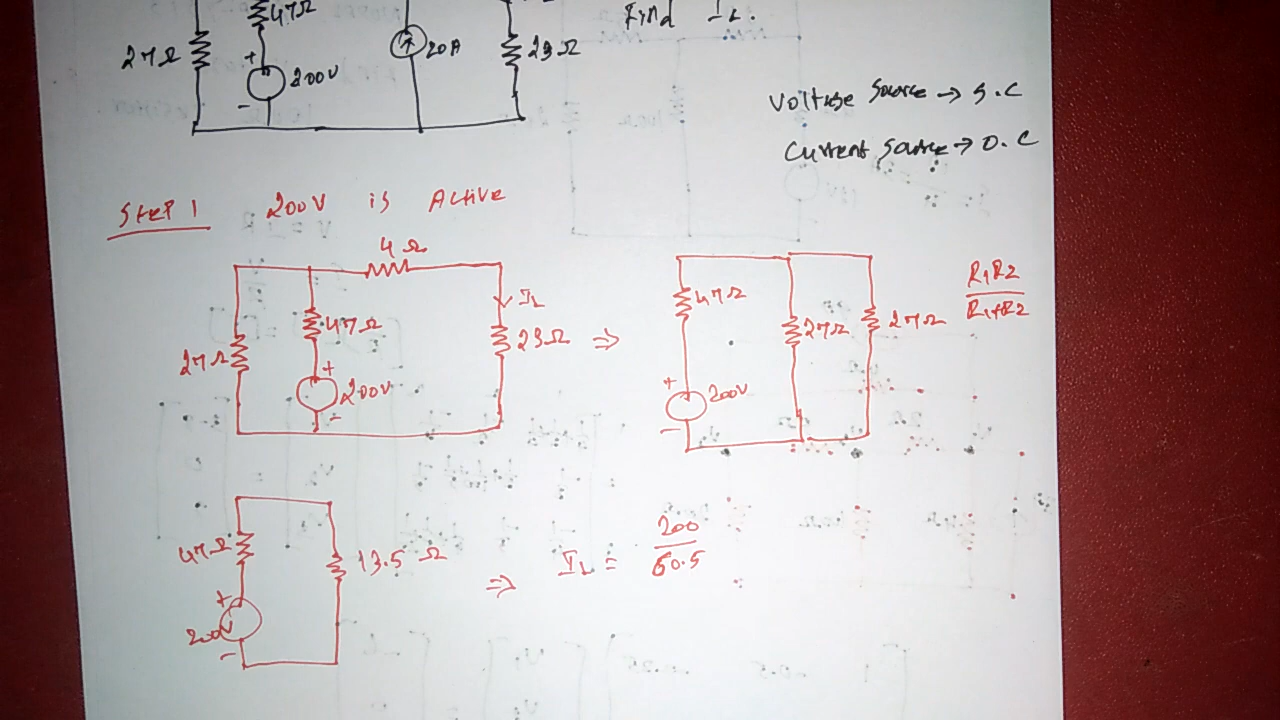 47Ω
Find IL.
27Ω
+
20A
23Ω
200V
-
Voltage Source → S.C
Current Source → O.C
Step 1 200V is Active
4Ω
IL
47Ω
27Ω
23Ω ⇒
+
200V
-
47Ω
27Ω
27Ω
+
200V
-
R1R2
R1+R2
47Ω
13.5 Ω
+
200V
-
⇒ IL = 200
60.5